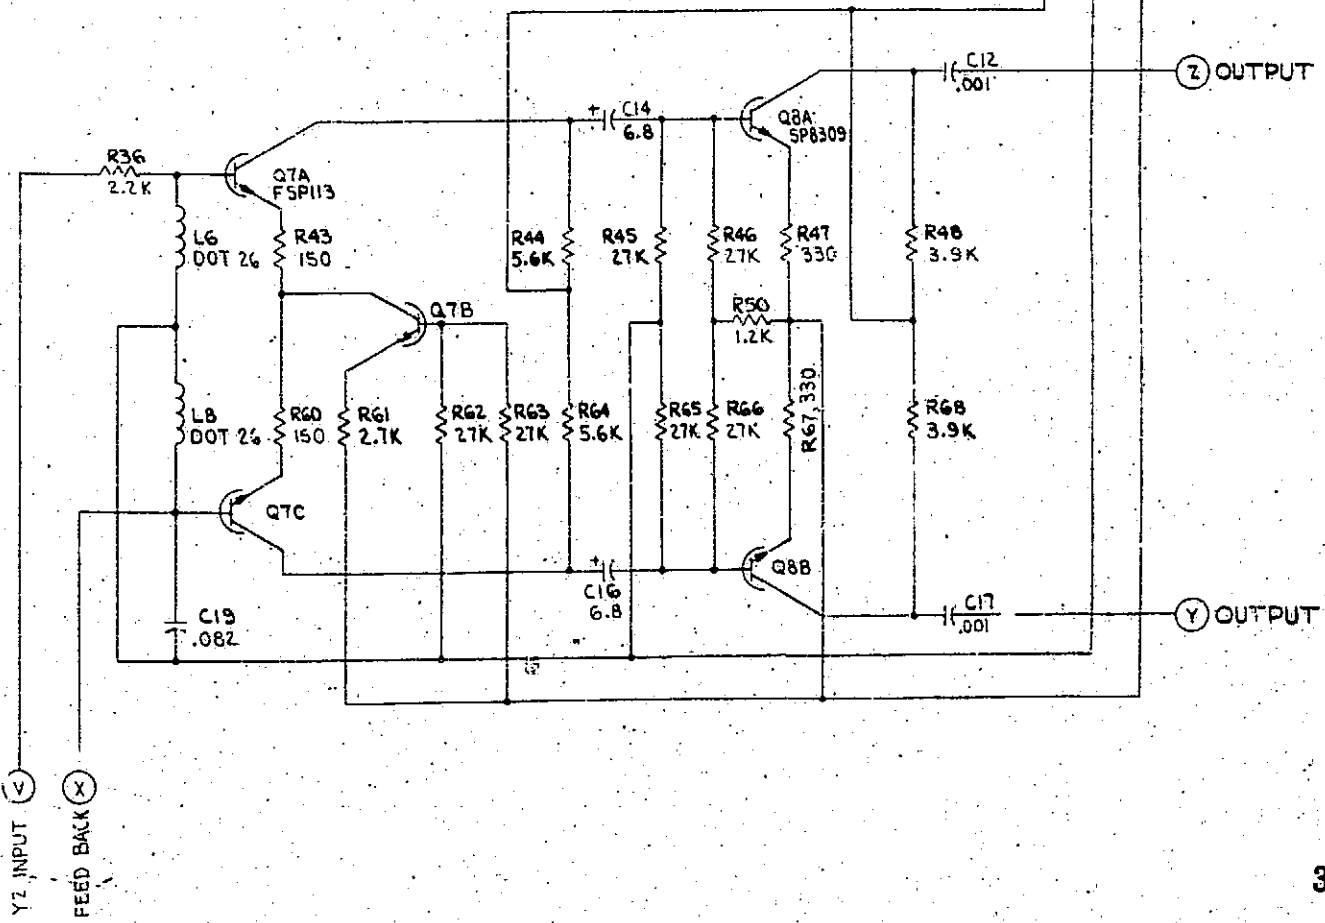 C12
.001
Z OUTPUT
+ C14
6.8
Q8A
SP8309
R36
2.2K
Q7A
FSP113
L6
DOT 26
R43
150
R44
5.6K
R45
27K
R46
27K
R47
330
R48
3.9K
Q7B
R50
1.2K
L8
DOT 26
R60
150
R61
2.7K
R62
27K
R63
27K
R64
5.6K
R65
27K
R66
27K
R67, 330
R68
3.9K
Q7C
+
C16
6.8
Q8B
C17
.001
Y OUTPUT
C19
.082
V
X
Y2 INPUT
FEED BACK